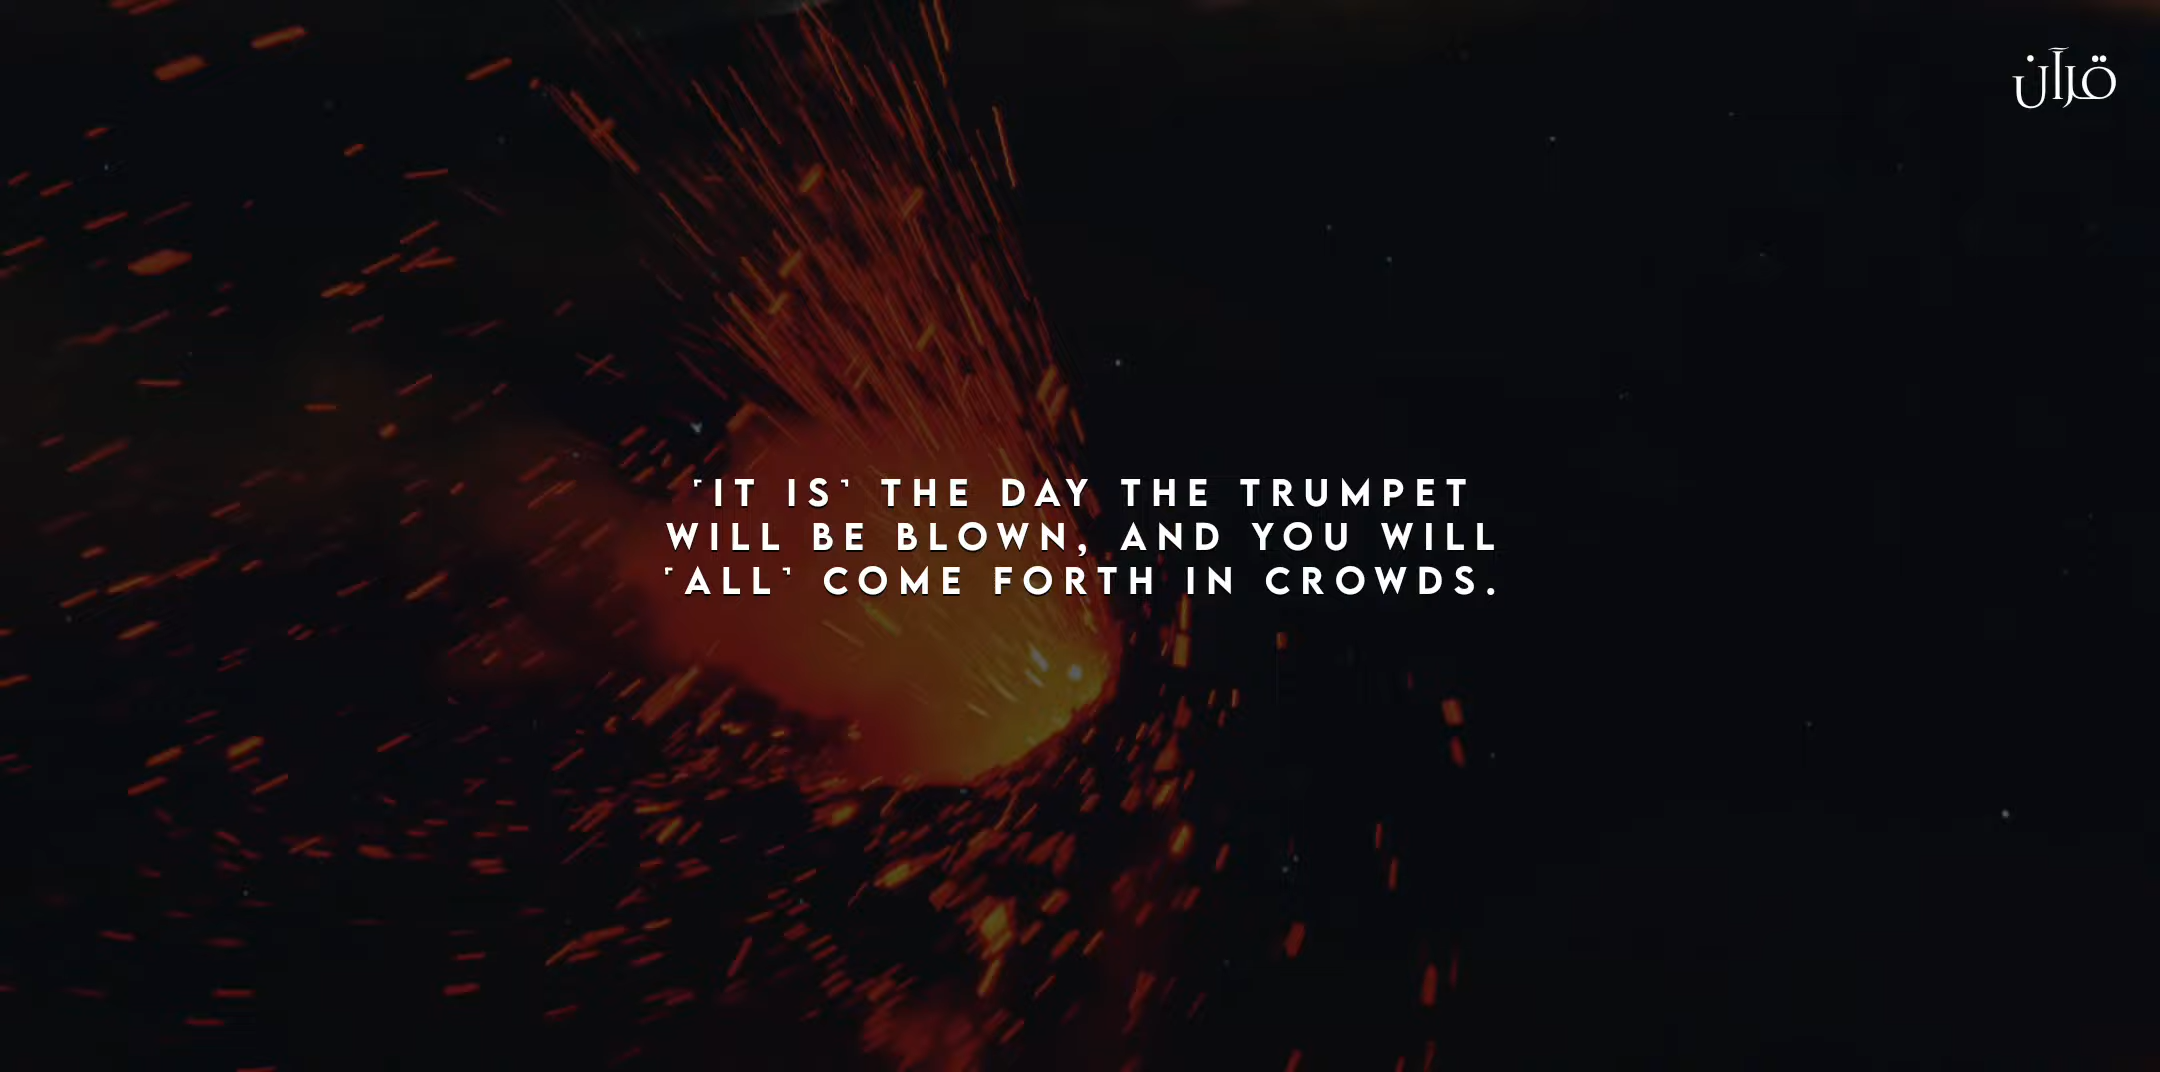 قرآن
⸢IT IS⸣ THE DAY THE TRUMPET
WILL BE BLOWN, AND YOU WILL
⸢ALL⸣ COME FORTH IN CROWDS.